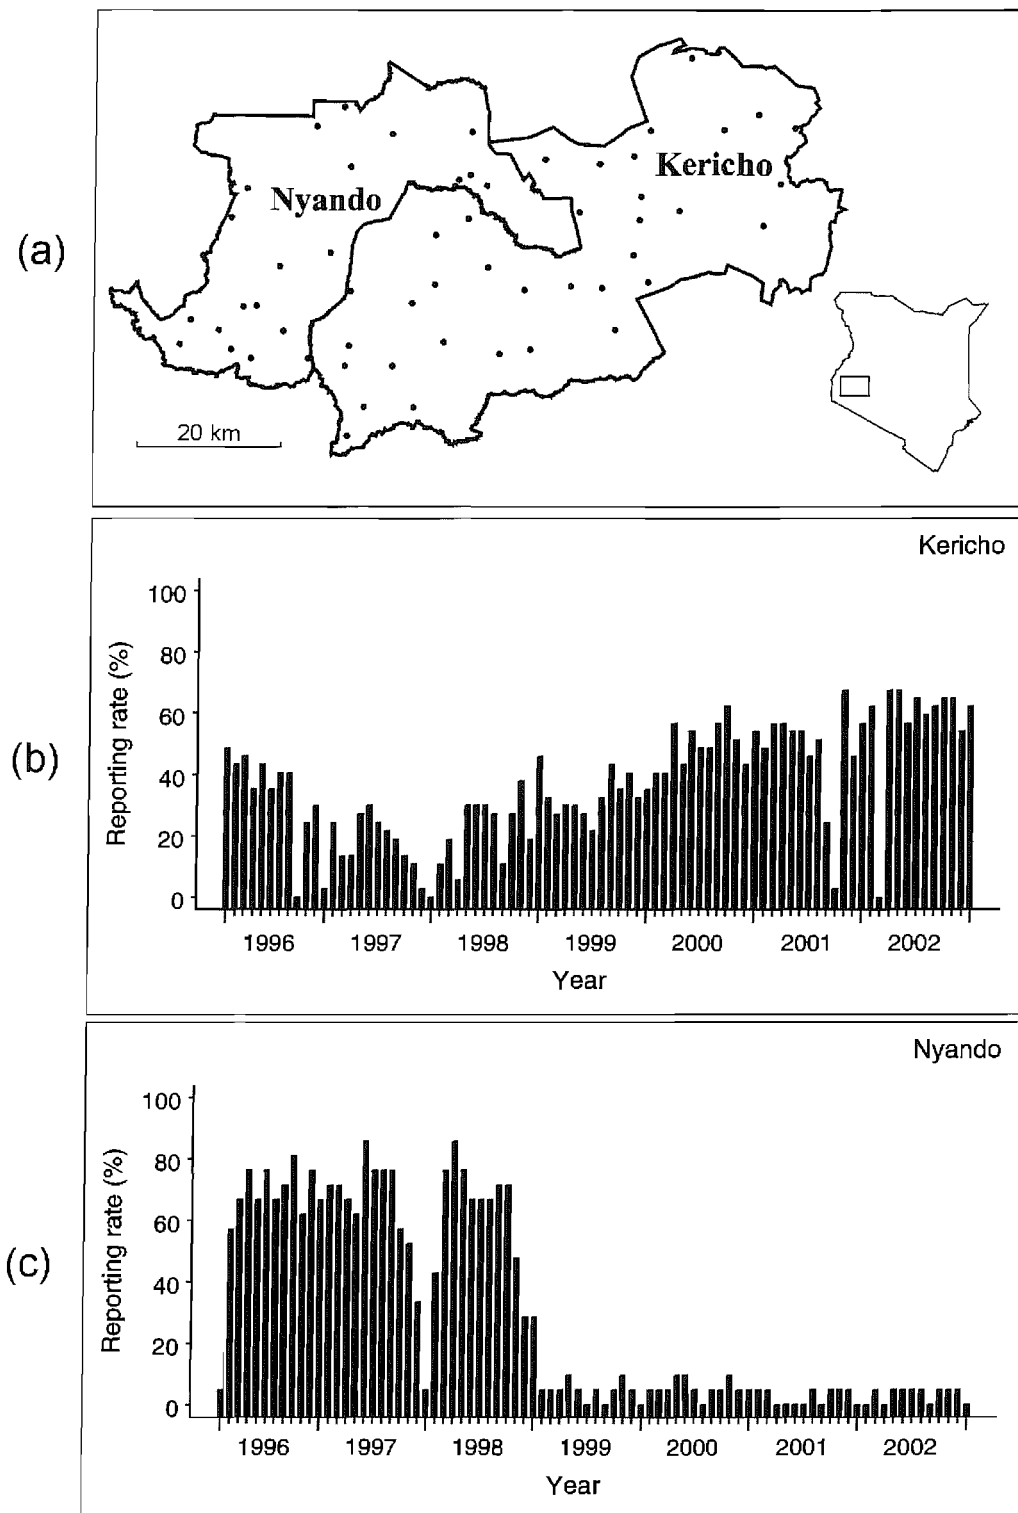 (a)
Nyando
Kericho
20 km
(b)
Kericho
Reporting rate (%)
100
80
60
40
20
0
1996 1997 1998 1999 2000 2001 2002
Year
(c)
Nyando
Reporting rate (%)
100
80
60
40
20
0
1996 1997 1998 1999 2000 2001 2002
Year